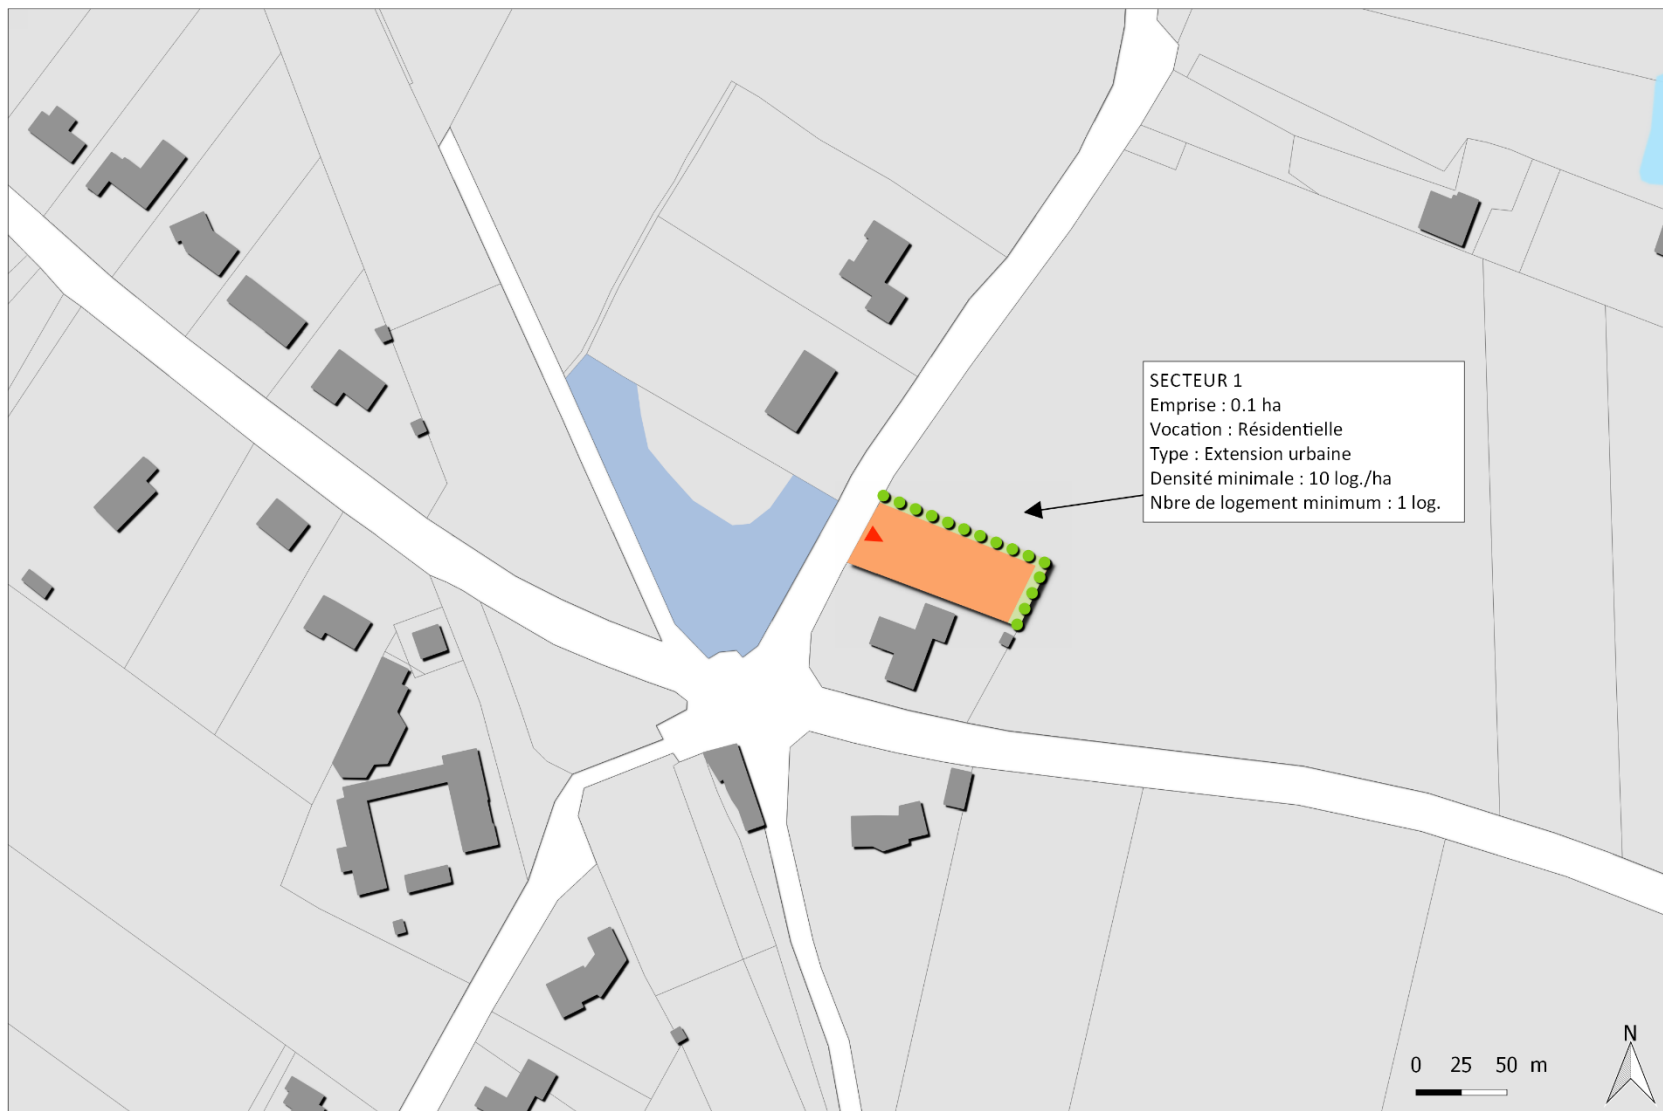 SECTEUR 1
Emprise : 0.1 ha
Vocation : Résidentielle
Type : Extension urbaine
Densité minimale : 10 log./ha
Nbre de logement minimum : 1 log.
N
0 25 50 m